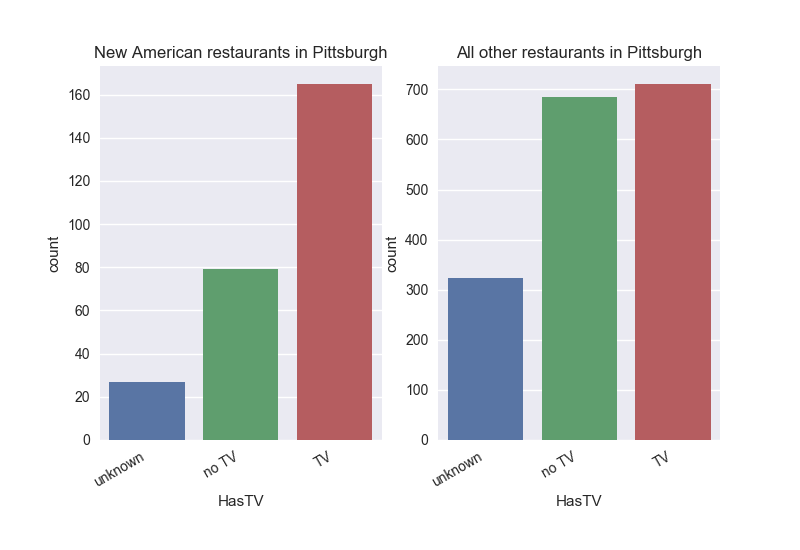 New American restaurants in Pittsburgh
160
140
120
100
80
60
40
20
0
count
unknown
no TV
TV
HasTV
All other restaurants in Pittsburgh
700
600
500
400
300
200
100
0
count
unknown
no TV
TV
HasTV